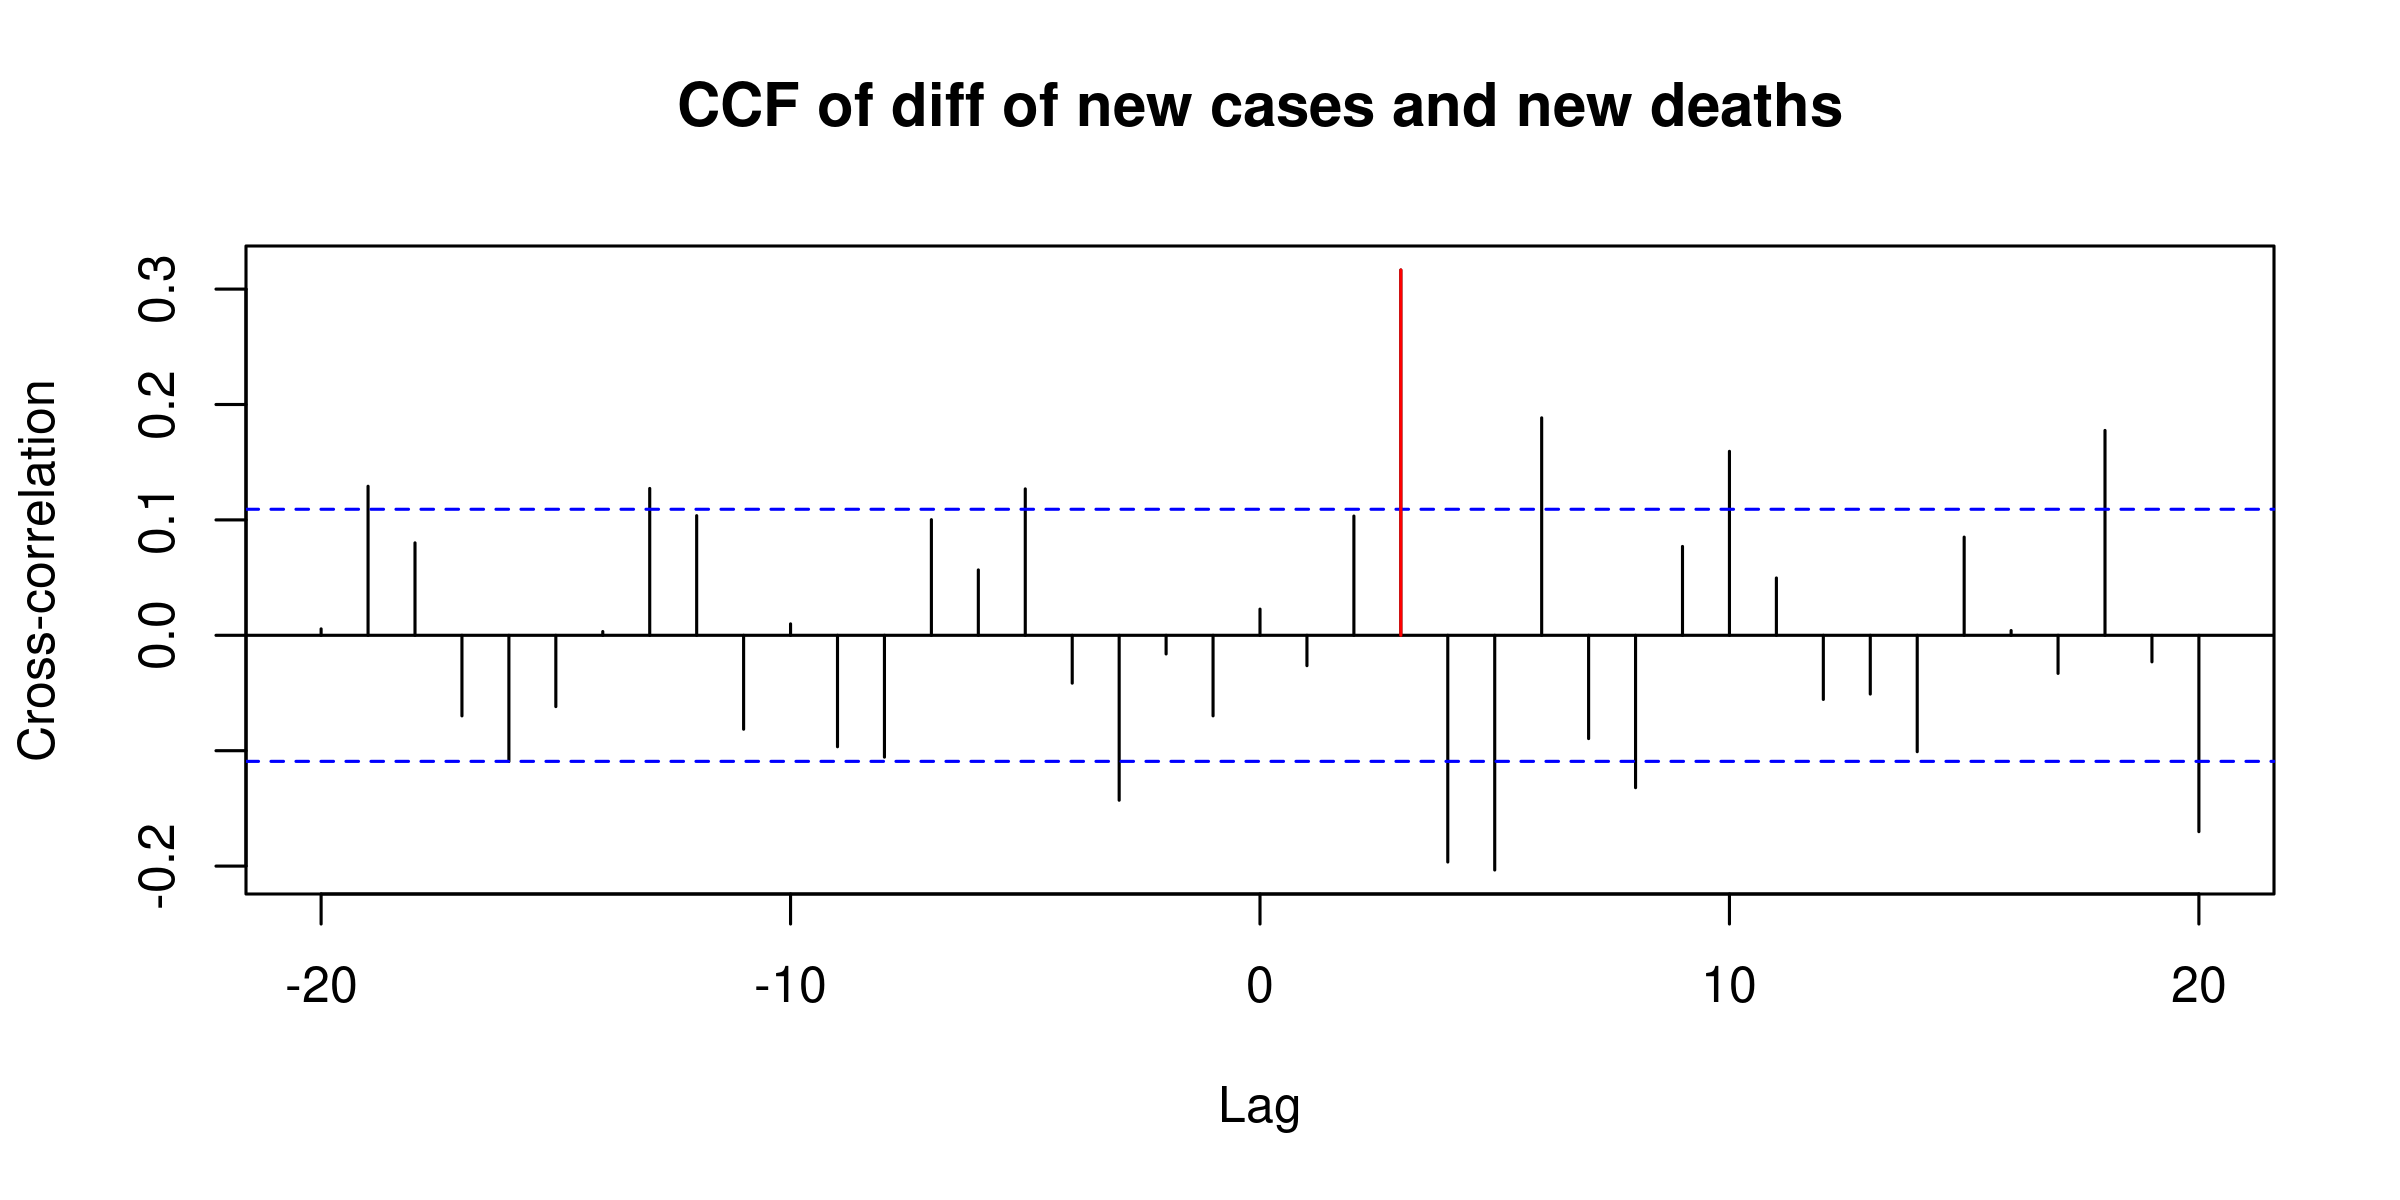 CCF of diff of new cases and new deaths
Cross-correlation
0.3
0.2
0.1
0.0
-0.2
-20 -10 0 10 20
Lag